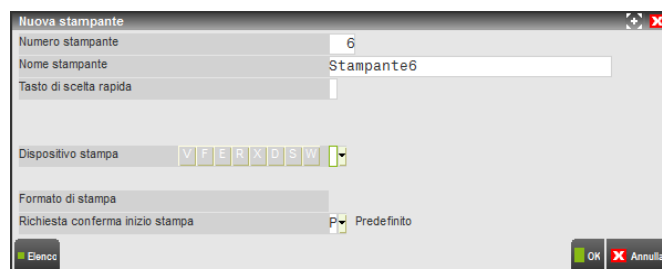 Nuova stampante
Numero stampante 6
Nome stampante Stampante6
Tasto di scelta rapida
Dispositivo stampa V F E R X D S W
Formato di stampa
Richiesta conferma inizio stampa P Predefinito
Elenco OK Annulla